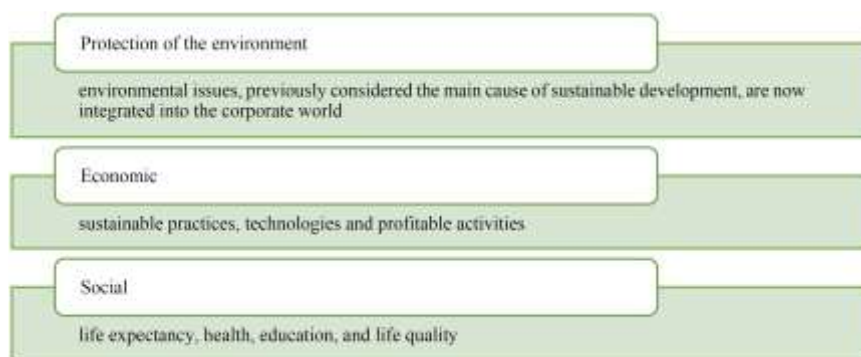 Protection of the environment
environmental issues, previously considered the main cause of sustainable development, are now
integrated into the corporate world
Economic
sustainable practices, technologies and profitable activities
Social
life expectancy, health, education, and life quality